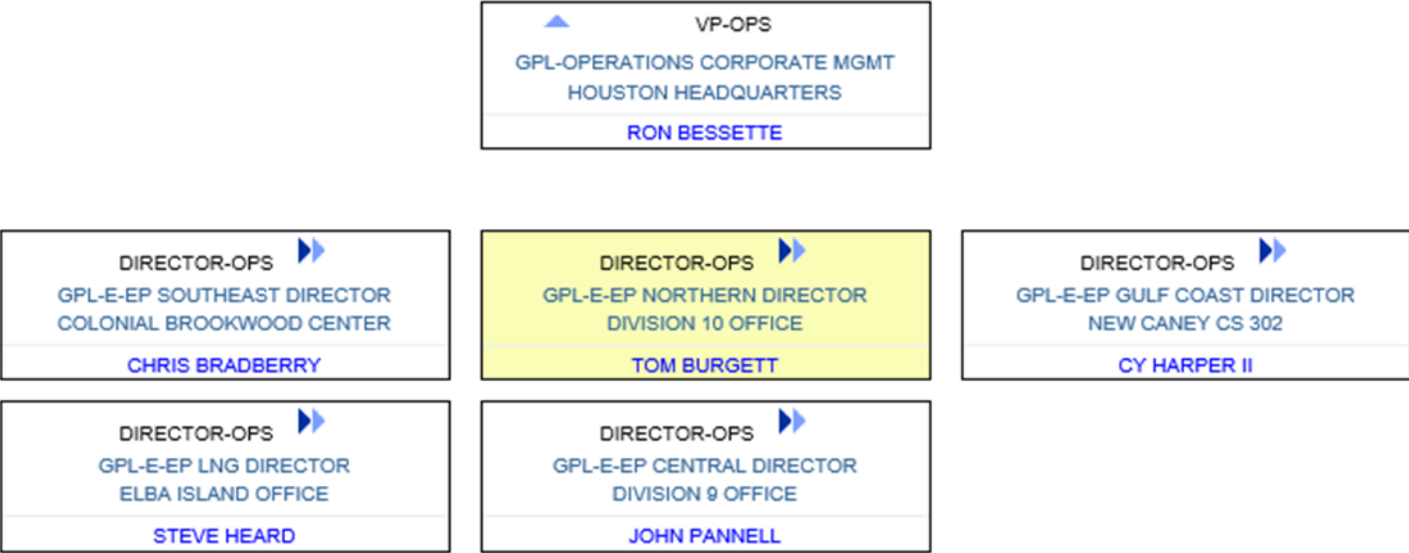 VP-OPS
GPL-OPERATIONS CORPORATE MGMT
HOUSTON HEADQUARTERS
RON BESSETTE
DIRECTOR-OPS
GPL-E-EP SOUTHEAST DIRECTOR
COLONIAL BROOKWOOD CENTER
CHRIS BRADBERRY
DIRECTOR-OPS
GPL-E-EP NORTHERN DIRECTOR
DIVISION 10 OFFICE
TOM BURGETT
DIRECTOR-OPS
GPL-E-EP GULF COAST DIRECTOR
NEW CANEY CS 302
CY HARPER II
DIRECTOR-OPS
GPL-E-EP LNG DIRECTOR
ELBA ISLAND OFFICE
STEVE HEARD
DIRECTOR-OPS
GPL-E-EP CENTRAL DIRECTOR
DIVISION 9 OFFICE
JOHN PANNELL